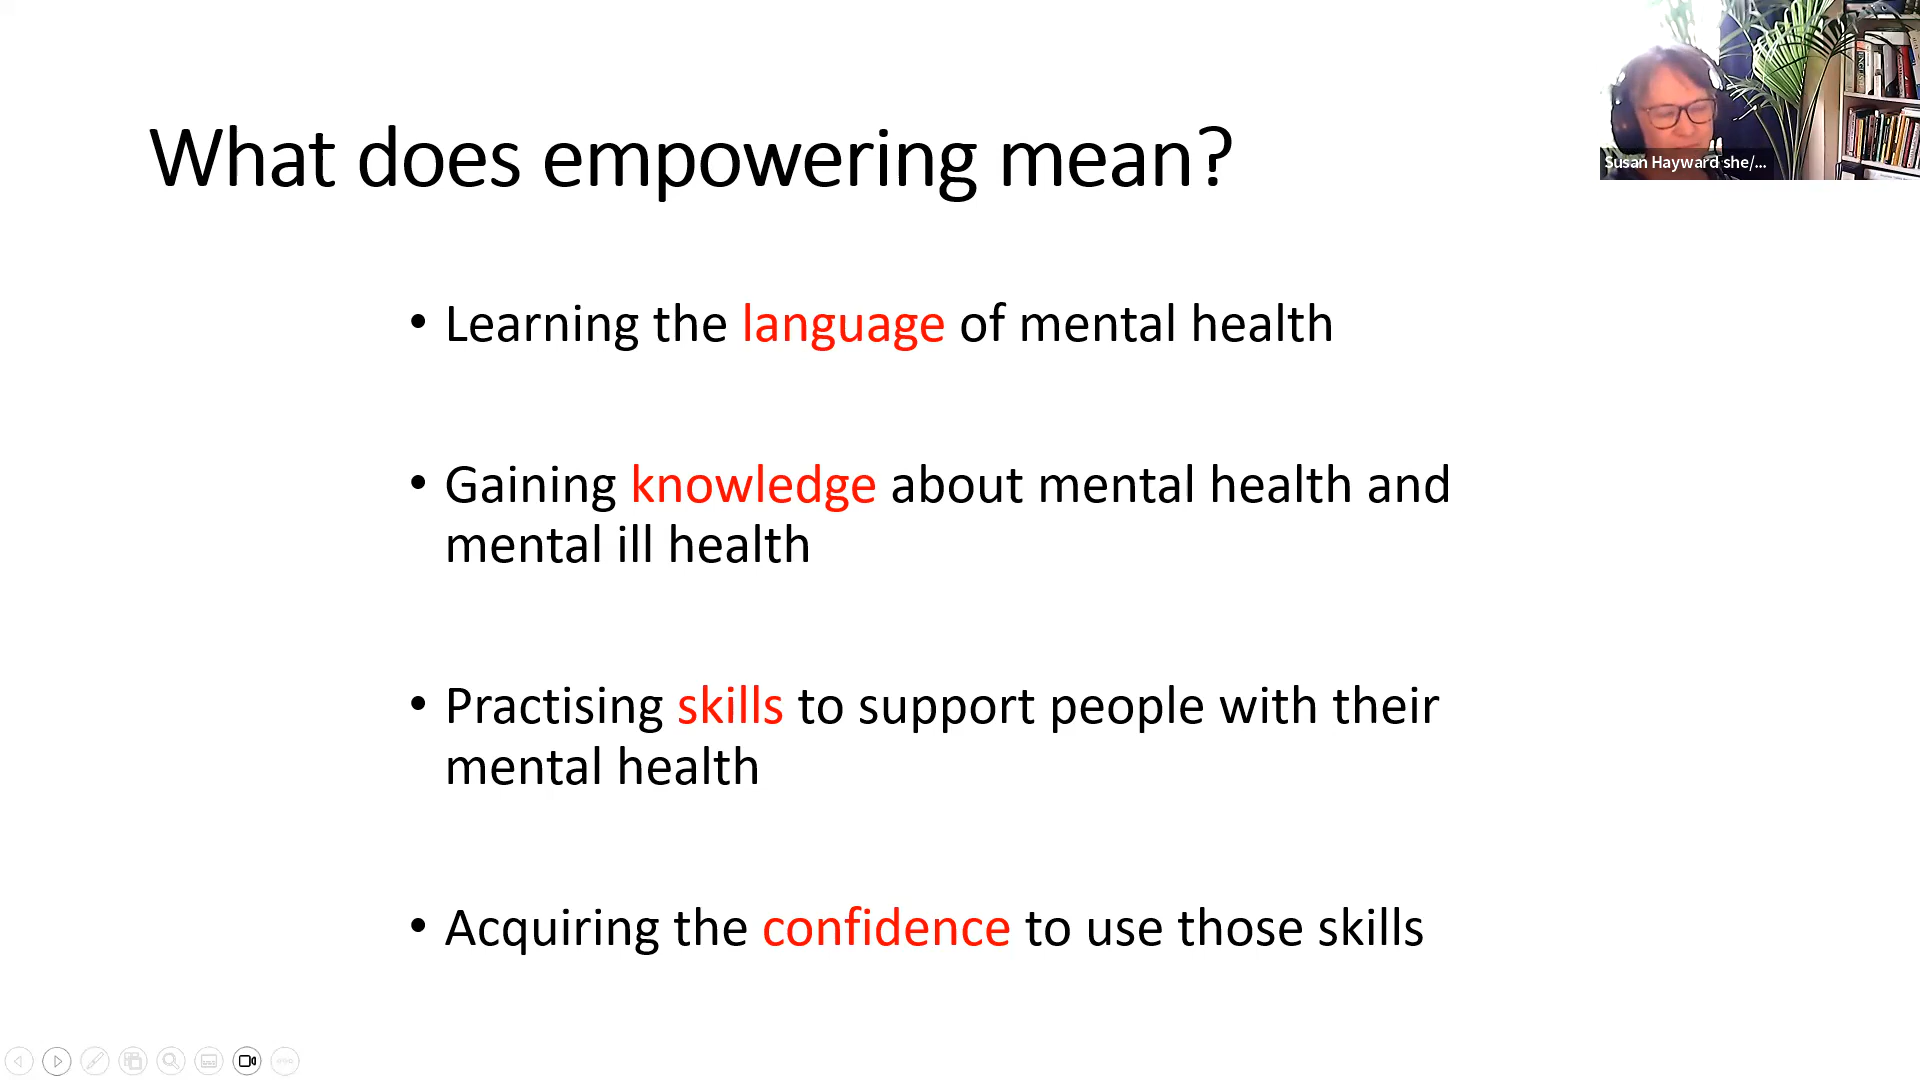 What does empowering mean?
Susan Hayward she/...
• Learning the language of mental health
• Gaining knowledge about mental health and
mental ill health
• Practising skills to support people with their
mental health
• Acquiring the confidence to use those skills